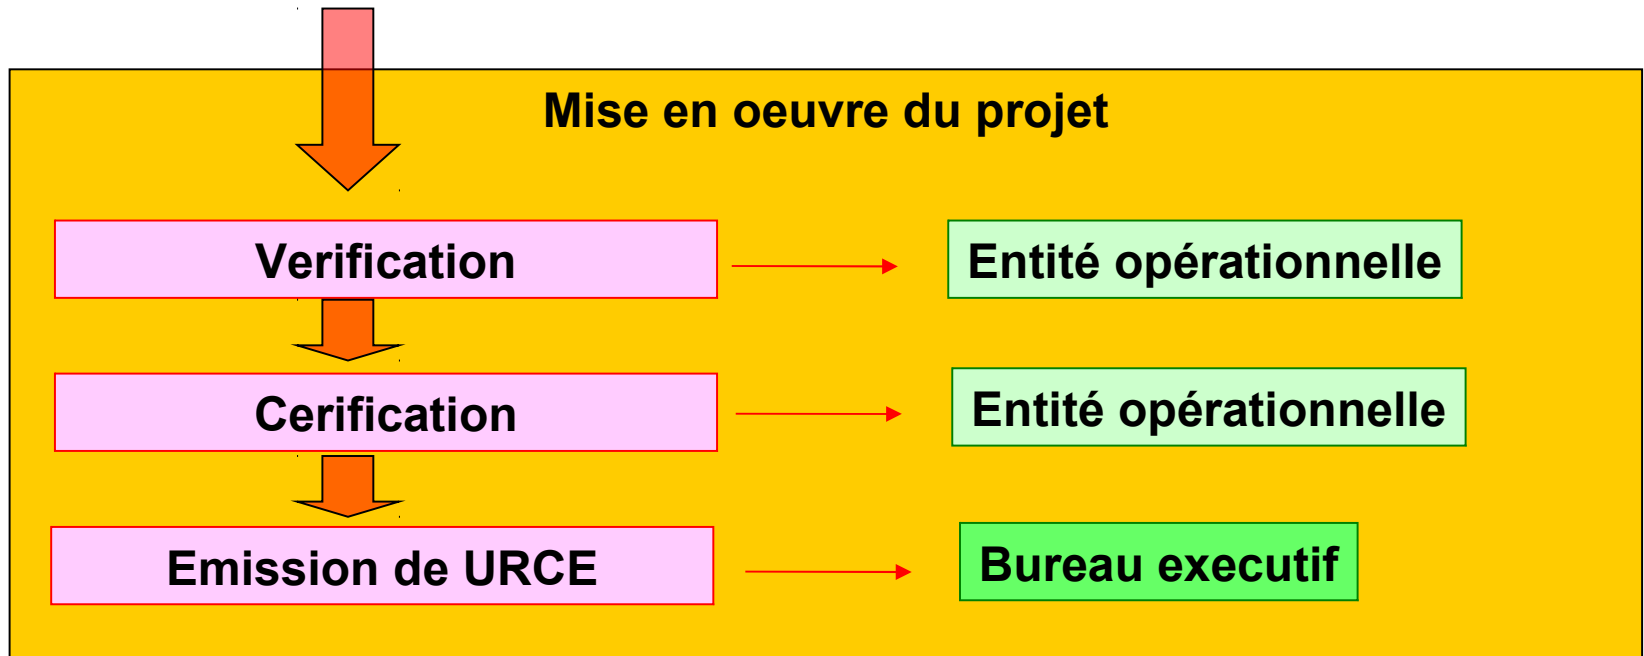 Mise en oeuvre du projet
Verification
Entité opérationnelle
Cerification
Entité opérationnelle
Emission de URCE
Bureau executif